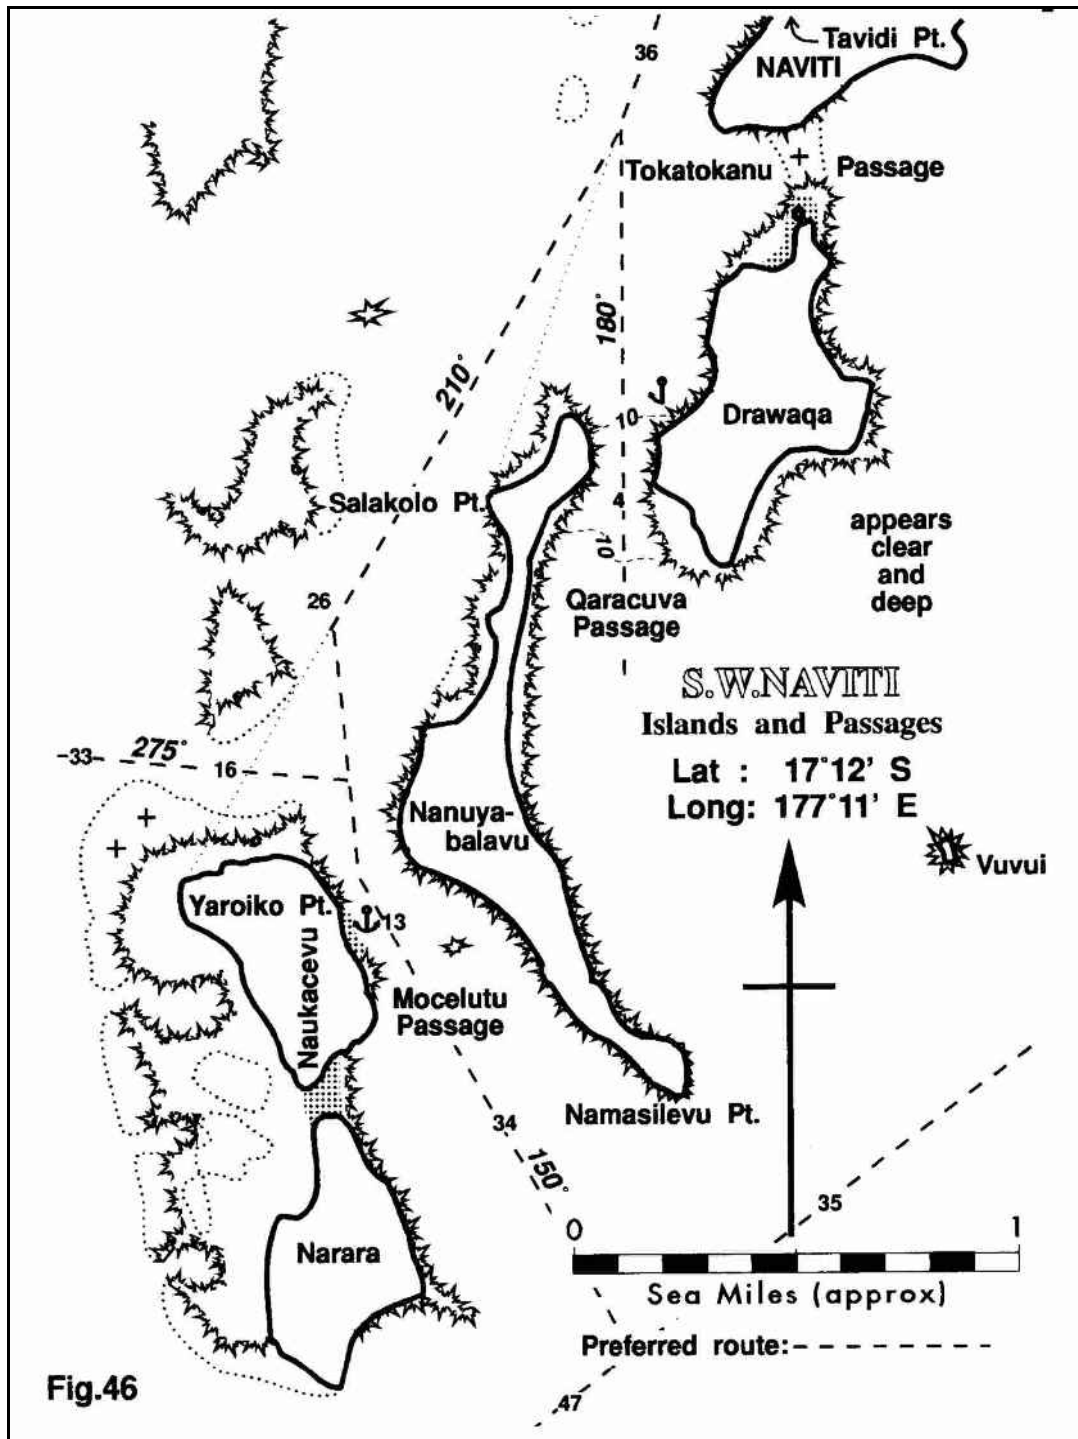 Tavidi Pt.
NAVITI
36
Tokatokanu Passage
180°
210°
10
Drawaqa
4
Salakolo Pt.
10
appears
clear
and
deep
26
Qaracuva
Passage
S.W.NAVITI
Islands and Passages
Lat : 17°12' S
Long: 177°11' E
33
275°
16
Nanuya-
balavu
Vuvui
Yaroiko Pt.
13
Naukacevu
Mocelutu
Passage
Namasilevu Pt.
34
150°
35
0 1
Narara
Sea Miles (approx)
Preferred route:
Fig.46
47